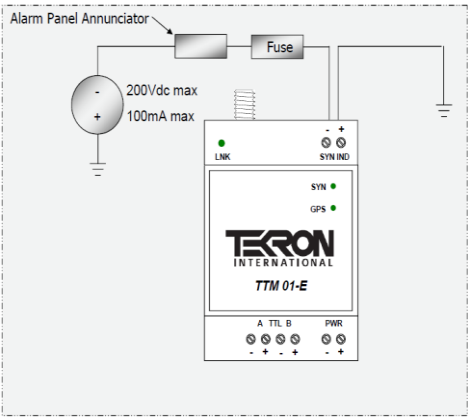 Alarm Panel Annunciator
Fuse
- 200Vdc max
+ 100mA max
- +
LNK
SYN IND
SYN
GPS
TEKRON
INTERNATIONAL
TTM 01-E
A TTL B PWR
- + - + - +